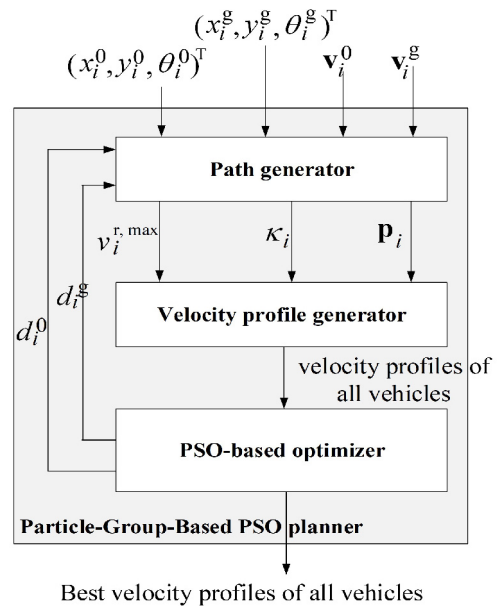 (x_i^g, y_i^g, θ_i^g)^T
(x_i^0, y_i^0, θ_i^0)^T v_i^0 v_i^g
Path generator
v_i^{r, max} κ_i p_i
d_i^g
d_i^0
Velocity profile generator
velocity profiles of
all vehicles
PSO-based optimizer
Particle-Group-Based PSO planner
Best velocity profiles of all vehicles